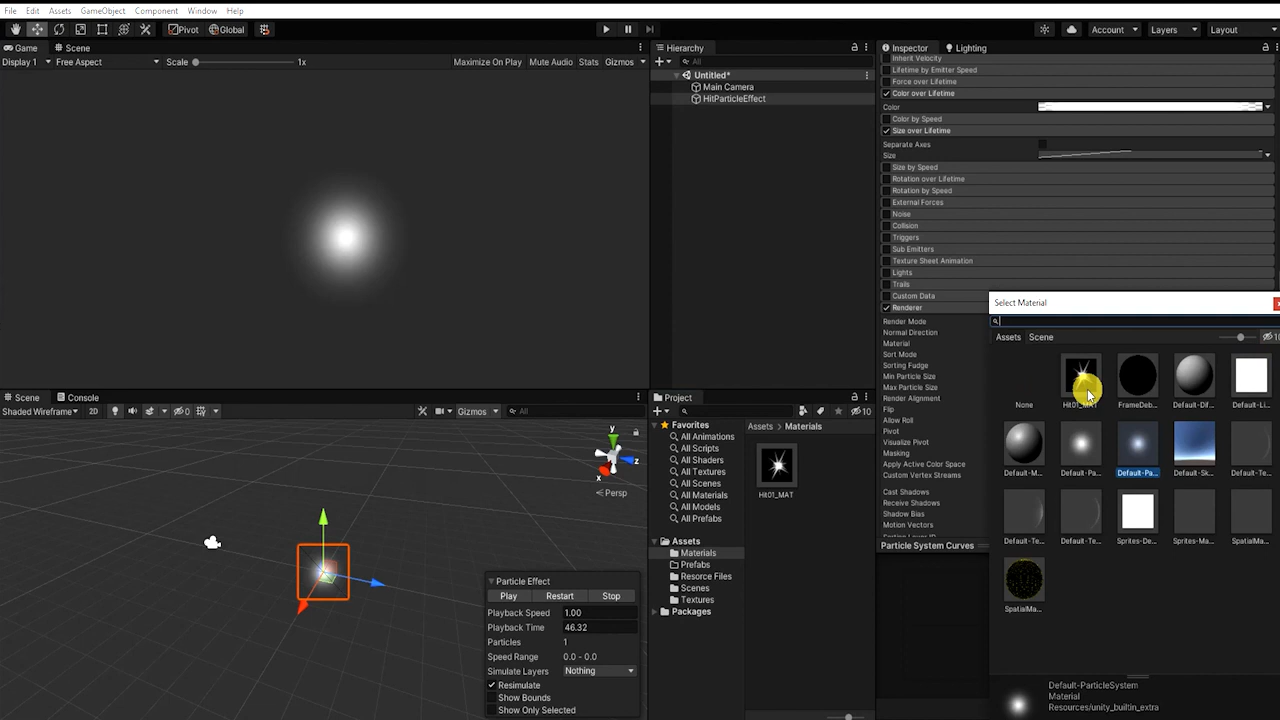 File Edit Assets GameObject Component Window Help
Pivot Global Account Layers Layout
Game Scene
Display 1 Free Aspect Scale 1x Maximize On Play Mute Audio Stats Gizmos
Hierarchy
All
Untitled*
Main Camera
HitParticleEffect
Inspector Lighting
Inherit Velocity
Lifetime by Emitter Speed
Force over Lifetime
Color over Lifetime
Color
Color by Speed
Size over Lifetime
Separate Axes
Size
Size by Speed
Rotation over Lifetime
Rotation by Speed
External Forces
Noise
Collision
Triggers
Sub Emitters
Texture Sheet Animation
Lights
Trails
Custom Data
Renderer
Render Mode
Normal Direction
Material
Sort Mode
Sorting Fudge
Min Particle Size
Max Particle Size
Render Alignment
Flip
Allow Roll
Pivot
Visualize Pivot
Masking
Apply Active Color Space
Custom Vertex Streams
Cast Shadows
Receive Shadows
Shadow Bias
Motion Vectors
Particle System Curves
Select Material
Assets Scene 10
None Hit01_MAT FrameDeb... Default-Dif... Default-Li...
Default-M... Default-Pa... Default-Pa... Default-Sk... Default-Te...
Default-Te... Default-Te... Sprites-De... Sprites-Ma... SpatialMa...
SpatialMa...
Default-ParticleSystem
Material
Resources/unity_builtin_extra
Scene Console
Shaded Wireframe 2D 0 Gizmos All
y
z
x
Persp
Particle Effect
Play Restart Stop
Playback Speed 1.00
Playback Time 46.32
Particles 1
Speed Range 0.0 - 0.0
Simulate Layers Nothing
Resimulate
Show Bounds
Show Only Selected
Project
10
Favorites
All Animations
All Scripts
All Shaders
All Textures
All Scenes
All Materials
All Models
All Prefabs
Assets
Materials
Prefabs
Resorce Files
Scenes
Textures
Packages
Assets Materials
Hit01_MAT